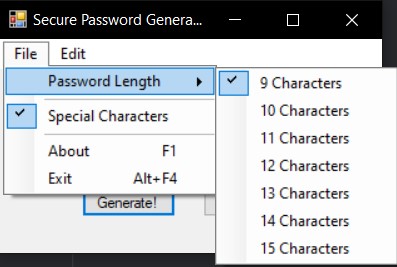 Secure Password Genera...
File Edit
Password Length
Special Characters
About F1
Exit Alt+F4
9 Characters
10 Characters
11 Characters
12 Characters
13 Characters
14 Characters
15 Characters
Generate!